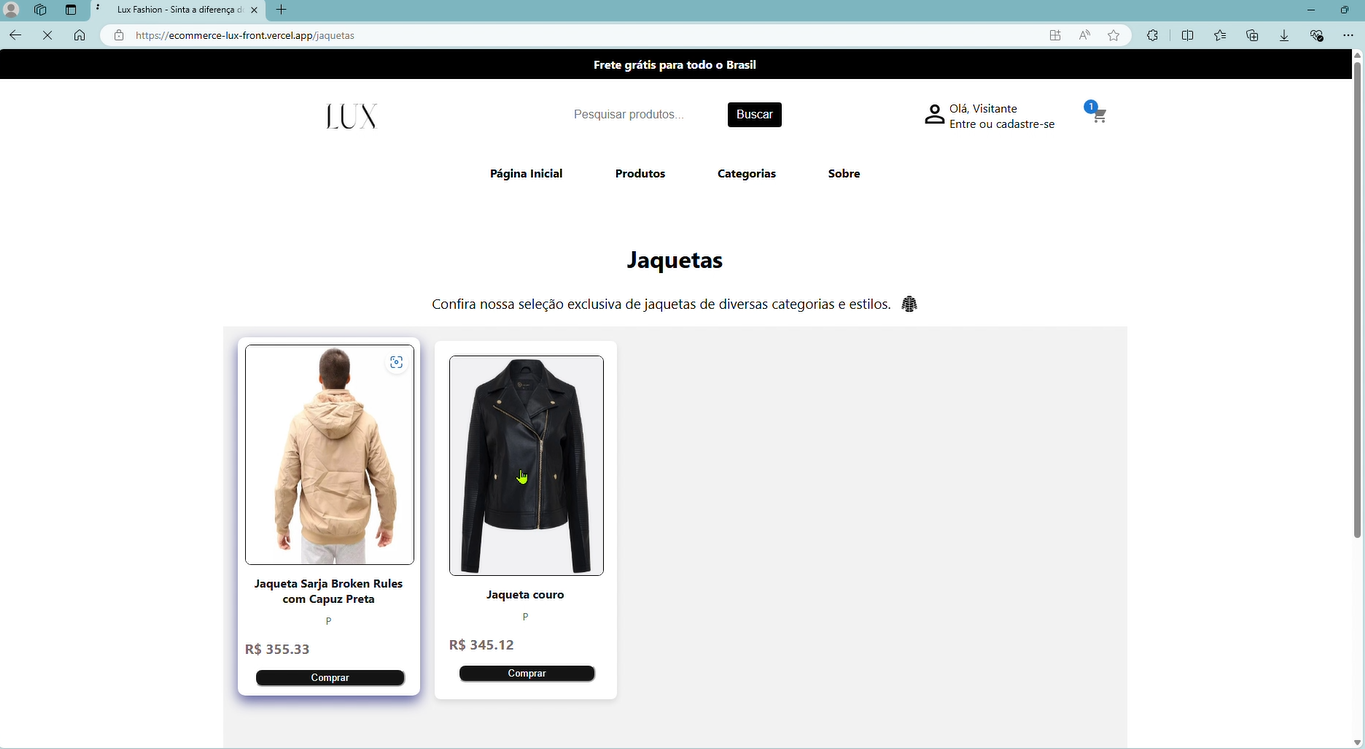 Lux Fashion - Sinta a diferença d
https://ecommerce-lux-front.vercel.app/jaquetas
Frete grátis para todo o Brasil
LUX
Pesquisar produtos...
Buscar
Olá, Visitante
Entre ou cadastre-se
1
Página Inicial
Produtos
Categorias
Sobre
Jaquetas
Confira nossa seleção exclusiva de jaquetas de diversas categorias e estilos.
Jaqueta Sarja Broken Rules
com Capuz Preta
P
R$ 355.33
Comprar
Jaqueta couro
P
R$ 345.12
Comprar